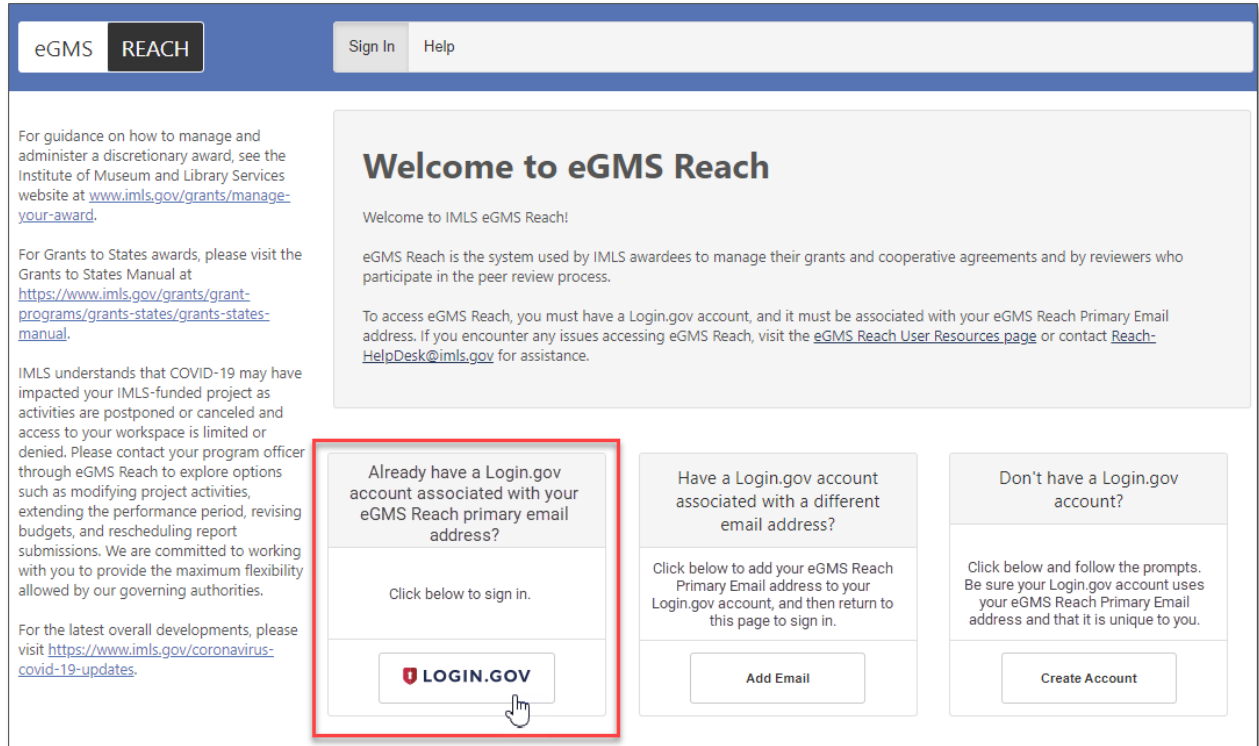 eGMS REACH
Sign In Help
For guidance on how to manage and
administer a discretionary award, see the
Institute of Museum and Library Services
website at www.imls.gov/grants/manage-
your-award.
For Grants to States awards, please visit the
Grants to States Manual at
https://www.imls.gov/grants/grant-
programs/grants-states/grants-states-
manual.
IMLS understands that COVID-19 may have
impacted your IMLS-funded project as
activities are postponed or canceled and
access to your workspace is limited or
denied. Please contact your program officer
through eGMS Reach to explore options
such as modifying project activities,
extending the performance period, revising
budgets, and rescheduling report
submissions. We are committed to working
with you to provide the maximum flexibility
allowed by our governing authorities.
For the latest overall developments, please
visit https://www.imls.gov/coronavirus-
covid-19-updates.
Welcome to eGMS Reach
Welcome to IMLS eGMS Reach!
eGMS Reach is the system used by IMLS awardees to manage their grants and cooperative agreements and by reviewers who
participate in the peer review process.
To access eGMS Reach, you must have a Login.gov account, and it must be associated with your eGMS Reach Primary Email
address. If you encounter any issues accessing eGMS Reach, visit the eGMS Reach User Resources page or contact Reach-
HelpDesk@imls.gov for assistance.
Already have a Login.gov
account associated with your
eGMS Reach primary email
address?
Click below to sign in.
LOGIN.GOV
Have a Login.gov account
associated with a different
email address?
Click below to add your eGMS Reach
Primary Email address to your
Login.gov account, and then return to
this page to sign in.
Add Email
Don't have a Login.gov
account?
Click below and follow the prompts.
Be sure your Login.gov account uses
your eGMS Reach Primary Email
address and that it is unique to you.
Create Account